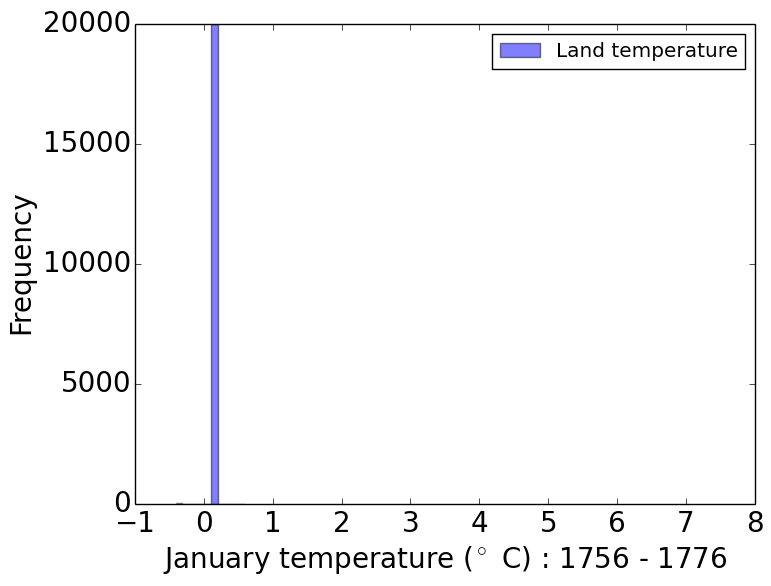 20000
15000
10000
5000
0
Frequency
Land temperature
−1 0 1 2 3 4 5 6 7 8
January temperature (° C) : 1756 - 1776